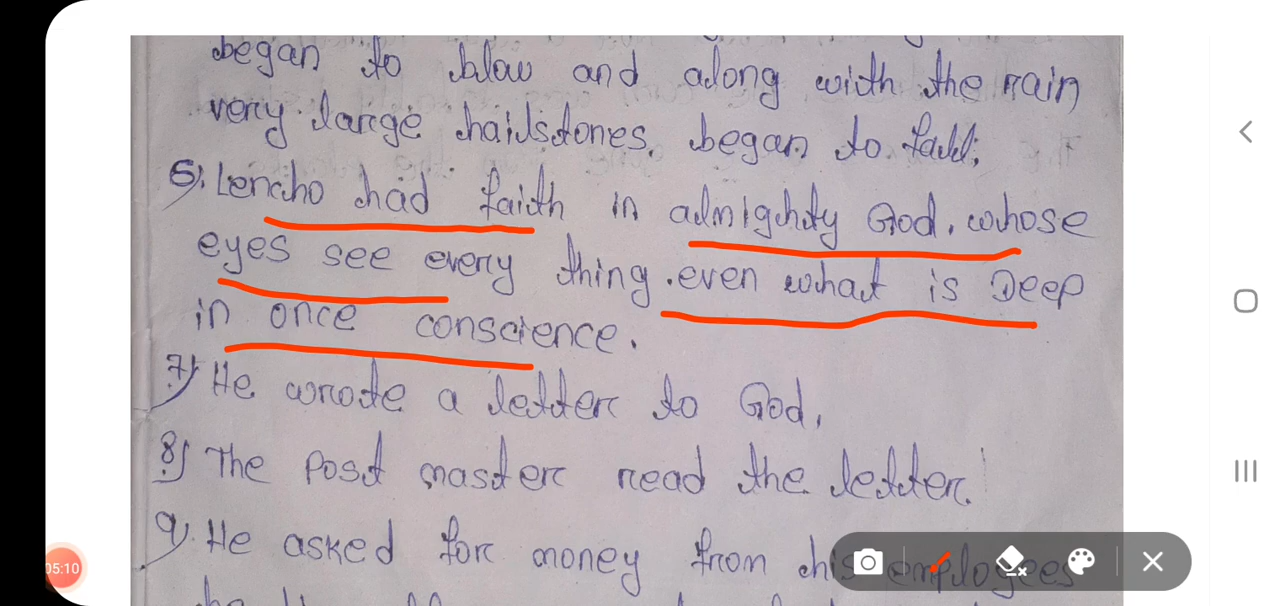 began to blow and along with the rain
very large hailstones. began to fall.
6). Lencho had faith in almighty God. whose
eyes see every thing. even what is Deep
in once conscience.
7) He wrote a letter to God.
8) The Post master read the letter.
9). He asked for money from his employees
05:10